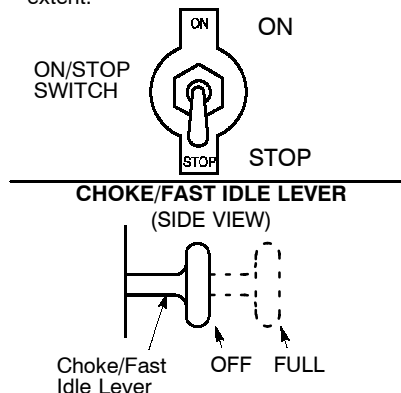 extent.
ON
ON
ON/STOP
SWITCH
STOP
STOP
CHOKE/FAST IDLE LEVER
(SIDE VIEW)
Choke/Fast
Idle Lever
OFF
FULL